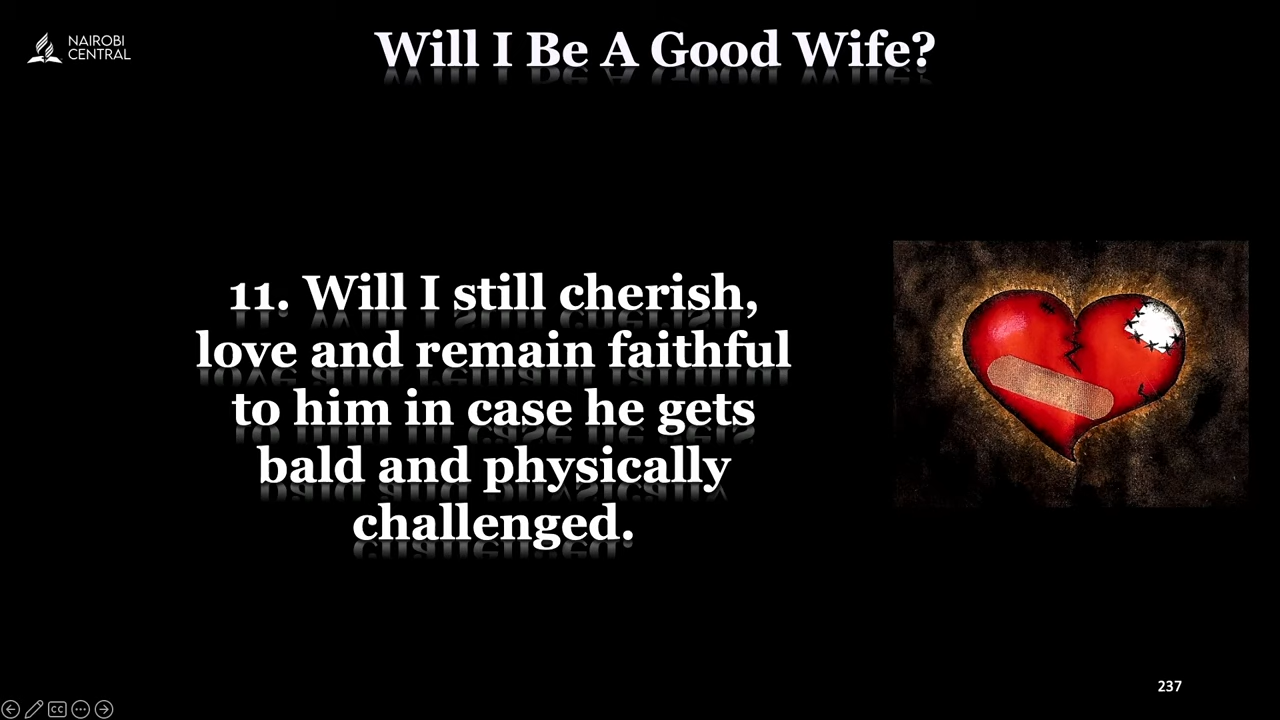 NAIROBI
CENTRAL
Will I Be A Good Wife?
11. Will I still cherish,
love and remain faithful
to him in case he gets
bald and physically
challenged.
237
CC